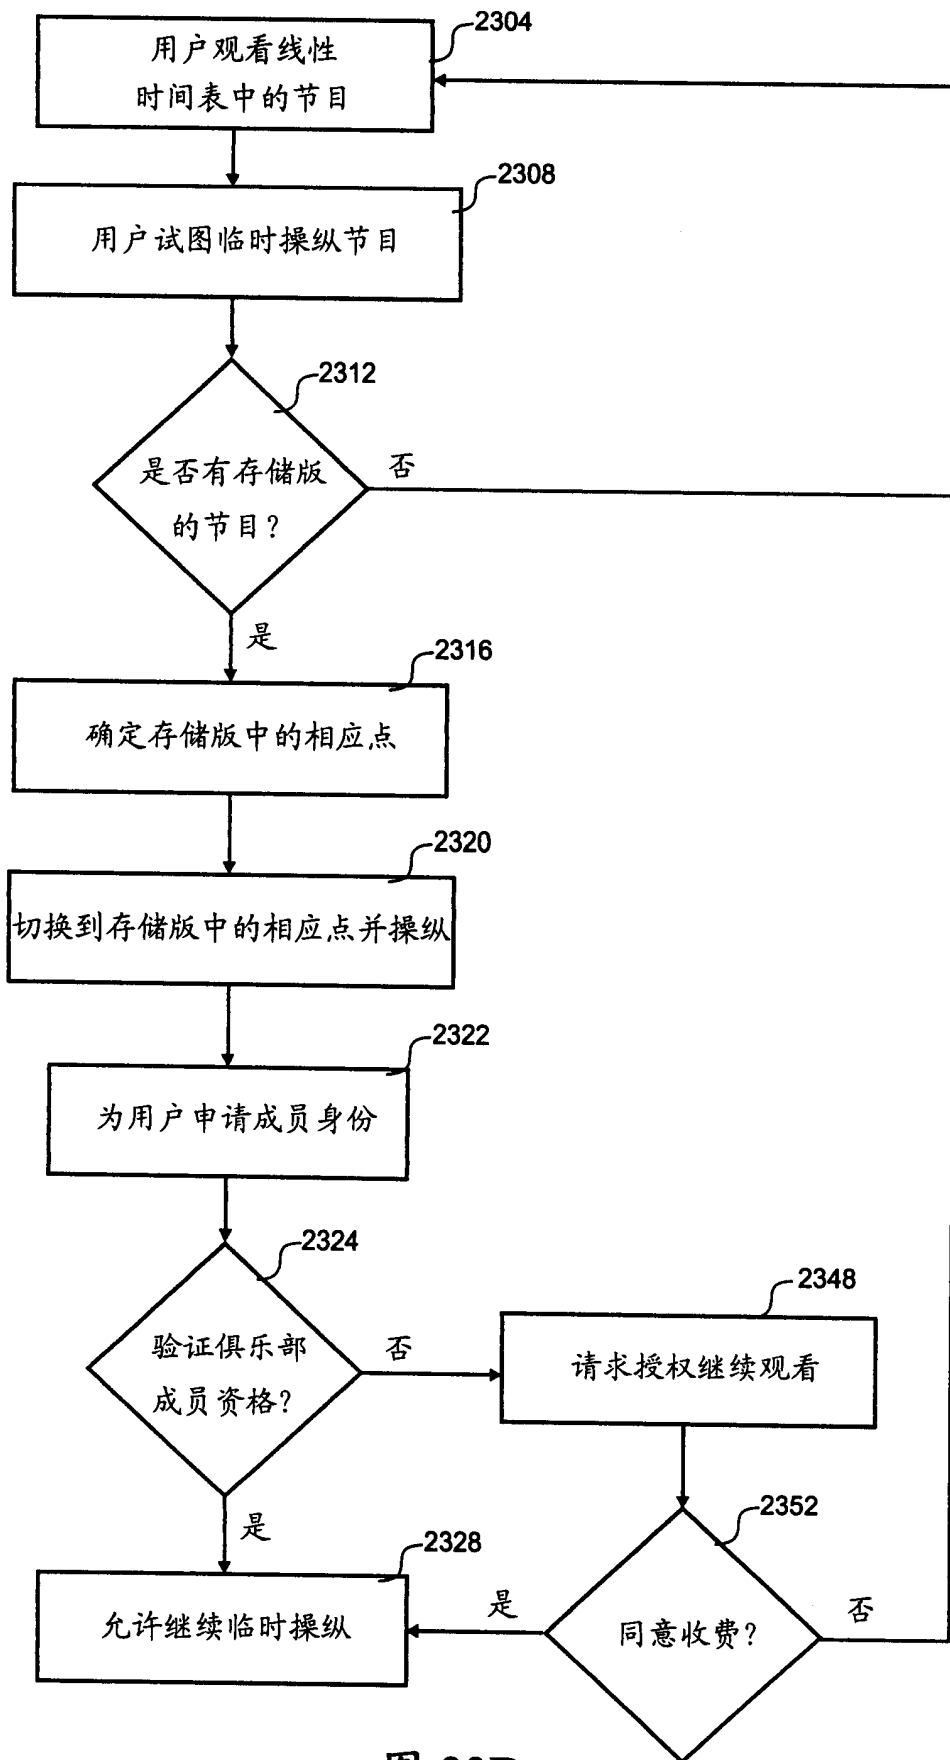 2304
用户观看线性
时间表中的节目
2308
用户试图临时操纵节目
2312
是否有存储版
的节目?
否
是
2316
确定存储版中的相应点
2320
切换到存储版中的相应点并操纵
2322
为用户申请成员身份
2324
验证俱乐部
成员资格?
否
2348
请求授权继续观看
是
2352
同意收费?
是
否
2328
允许继续临时操纵